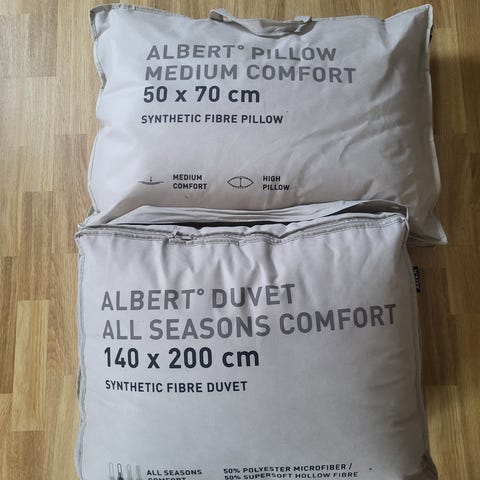 ALBERT° PILLOW
MEDIUM COMFORT
50 x 70 cm
SYNTHETIC FIBRE PILLOW
MEDIUM
COMFORT
HIGH
PILLOW
ALBERT° DUVET
ALL SEASONS COMFORT
140 x 200 cm
SYNTHETIC FIBRE DUVET
ALL SEASONS
COMFORT
50% POLYESTER MICROFIBER /
50% SUPERSOFT HOLLOW FIBRE